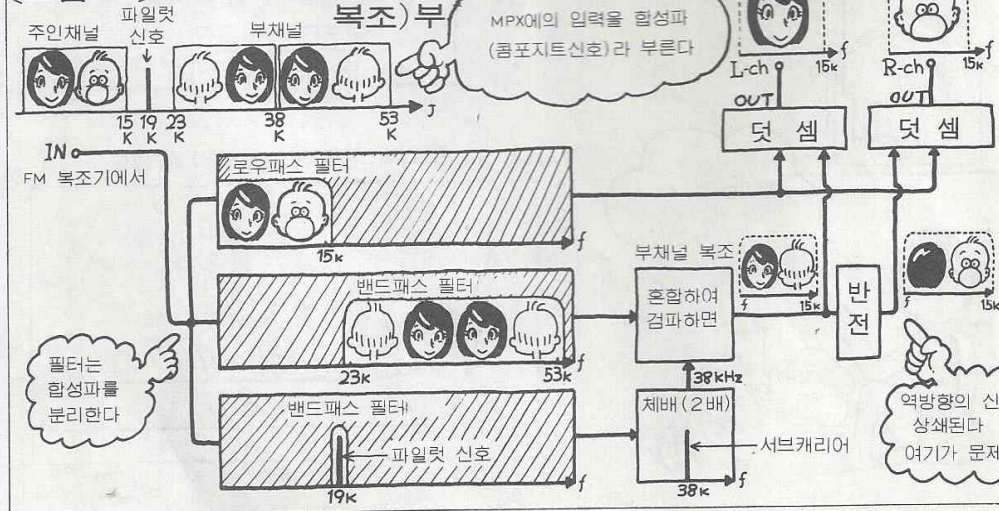 복조)부
주인채널
파일럿
신호
부채널
MPX에의 입력을 합성파
(콤포지트신호)라 부른다
f
15K
L-ch
f
15K
R-ch
OUT
OUT
15
K
19
K
23
K
38
K
53
K
J
덧 셈
덧 셈
IN
FM 복조기에서
로우패스 필터
15K
f
밴드패스 필터
23K
53K
f
부채널 복조
혼합하여
검파하면
f
15K
반
전
f
15K
필터는
합성파를
분리한다
38KHz
밴드패스 필터
파일럿 신호
19K
f
체배(2배)
서브캐리어
38K
f
역방향의 신
상쇄된다
여기가 문제